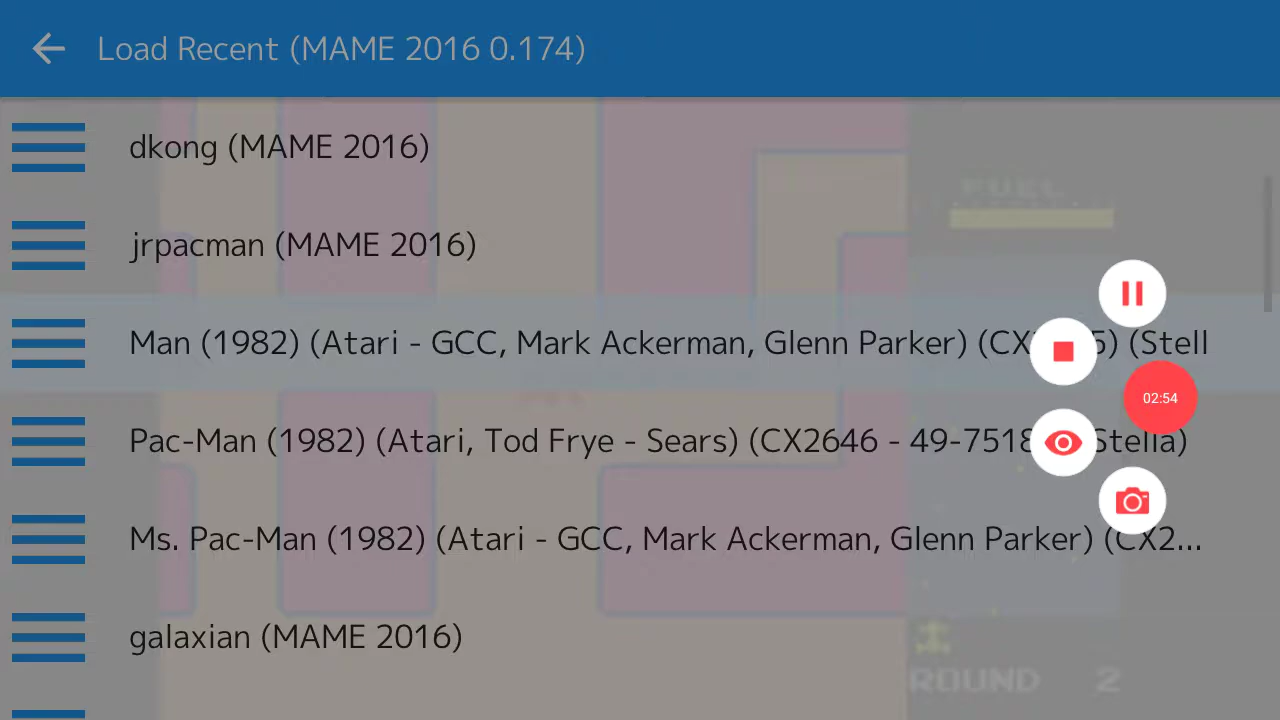 Load Recent (MAME 2016 0.174)
dkong (MAME 2016)
jrpacman (MAME 2016)
FUEL
Man (1982) (Atari - GCC, Mark Ackerman, Glenn Parker) (Stell
02:54
Pac-Man (1982) (Atari, Tod Frye - Sears) (CX2646 - 49-7518 Stella)
Ms. Pac-Man (1982) (Atari - GCC, Mark Ackerman, Glenn Parker) (CX2...
galaxian (MAME 2016)
ROUND 2